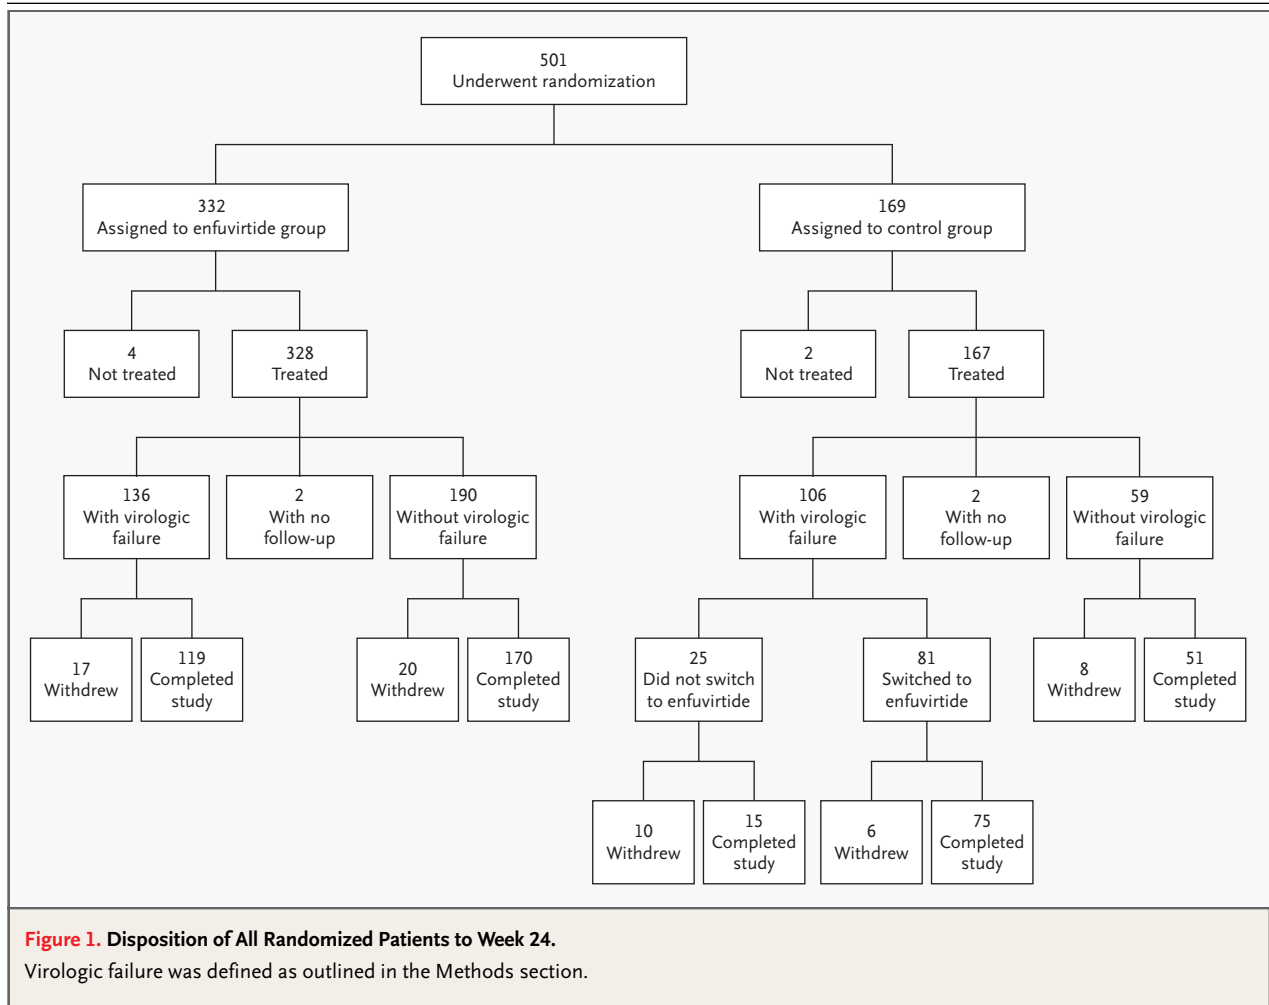 501
Underwent randomization
332
Assigned to enfuvirtide group
169
Assigned to control group
4
Not treated
328
Treated
2
Not treated
167
Treated
136
With virologic
failure
2
With no
follow-up
190
Without virologic
failure
106
With virologic
failure
2
With no
follow-up
59
Without virologic
failure
17
Withdrew
119
Completed
study
20
Withdrew
170
Completed
study
25
Did not switch
to enfuvirtide
81
Switched to
enfuvirtide
8
Withdrew
51
Completed
study
10
Withdrew
15
Completed
study
6
Withdrew
75
Completed
study
Figure 1. Disposition of All Randomized Patients to Week 24.
Virologic failure was defined as outlined in the Methods section.